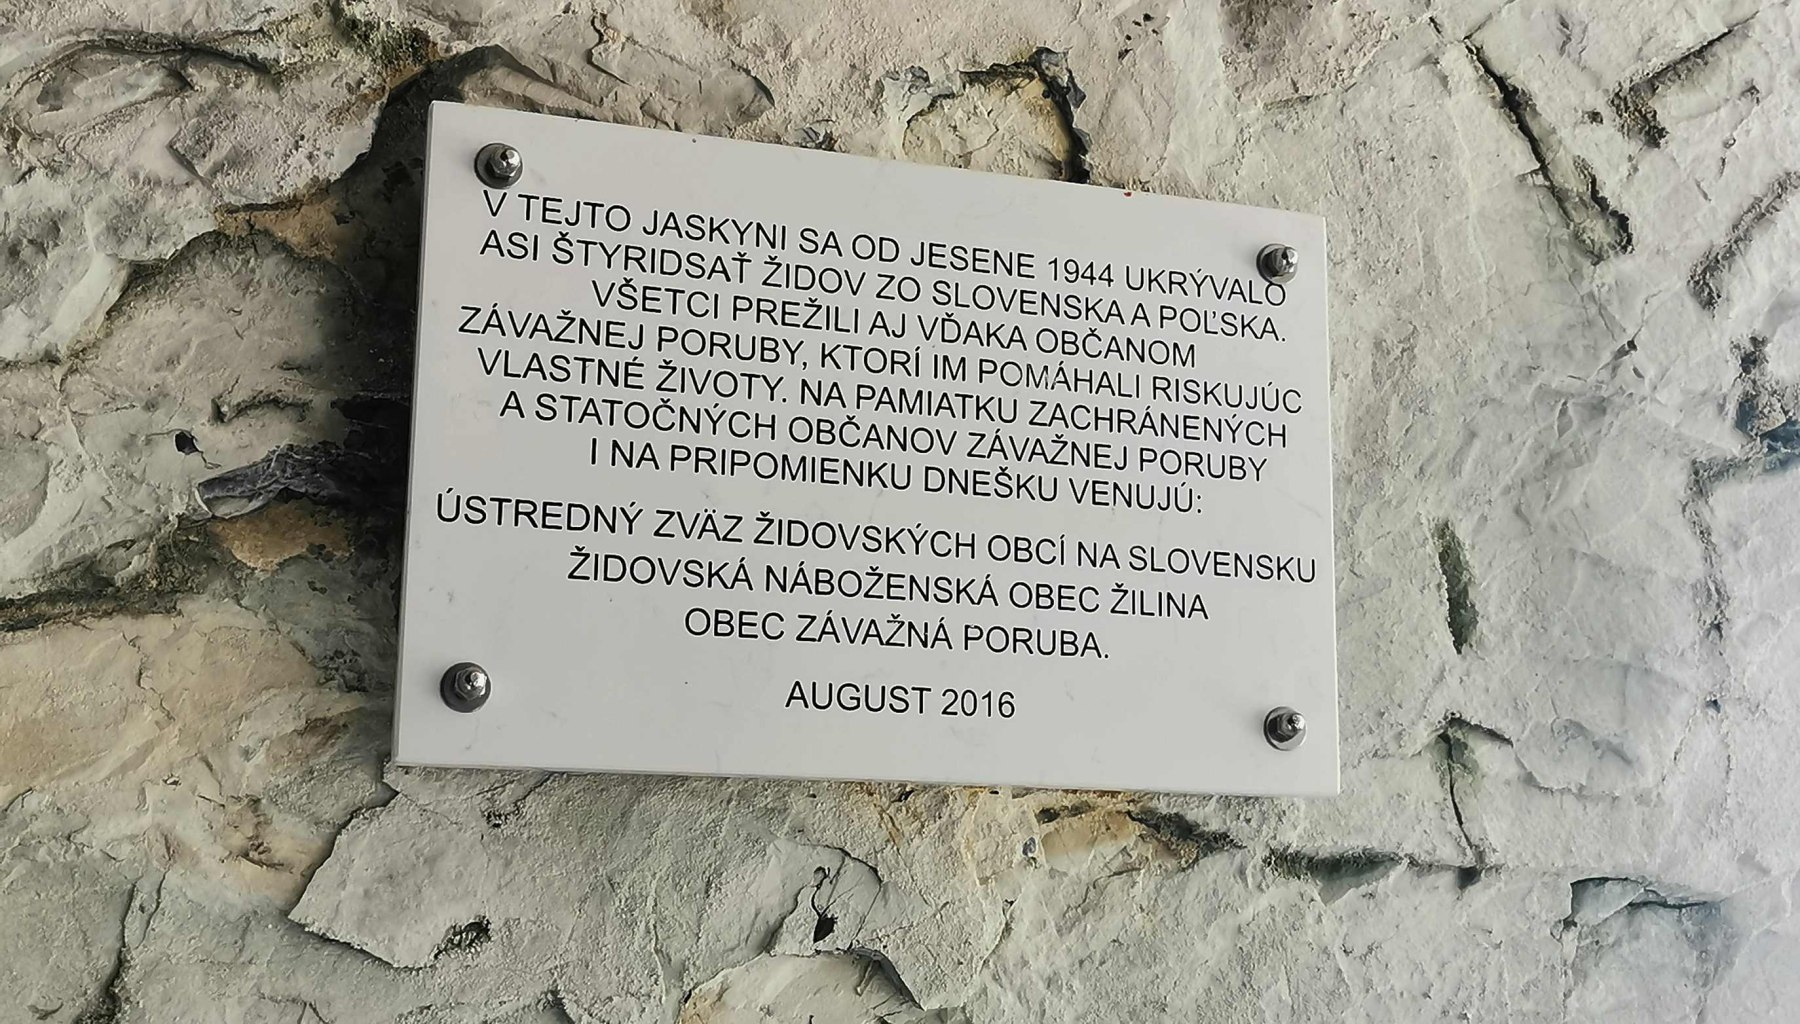 V TEJTO JASKYNI SA OD JESENE 1944 UKRÝVALO
ASI ŠTYRIDSAŤ ŽIDOV ZO SLOVENSKA A POĽSKA.
VŠETCI PREŽILI AJ VĎAKA OBČANOM
ZÁVAŽNEJ PORUBY, KTORÍ IM POMÁHALI RISKUJÚC
VLASTNÉ ŽIVOTY. NA PAMIATKU ZACHRÁNENÝCH
A STATOČNÝCH OBČANOV ZÁVAŽNEJ PORUBY
I NA PRIPOMIENKU DNEŠKU VENUJÚ:
ÚSTREDNÝ ZVÄZ ŽIDOVSKÝCH OBCÍ NA SLOVENSKU
ŽIDOVSKÁ NÁBOŽENSKÁ OBEC ŽILINA
OBEC ZÁVAŽNÁ PORUBA.
AUGUST 2016